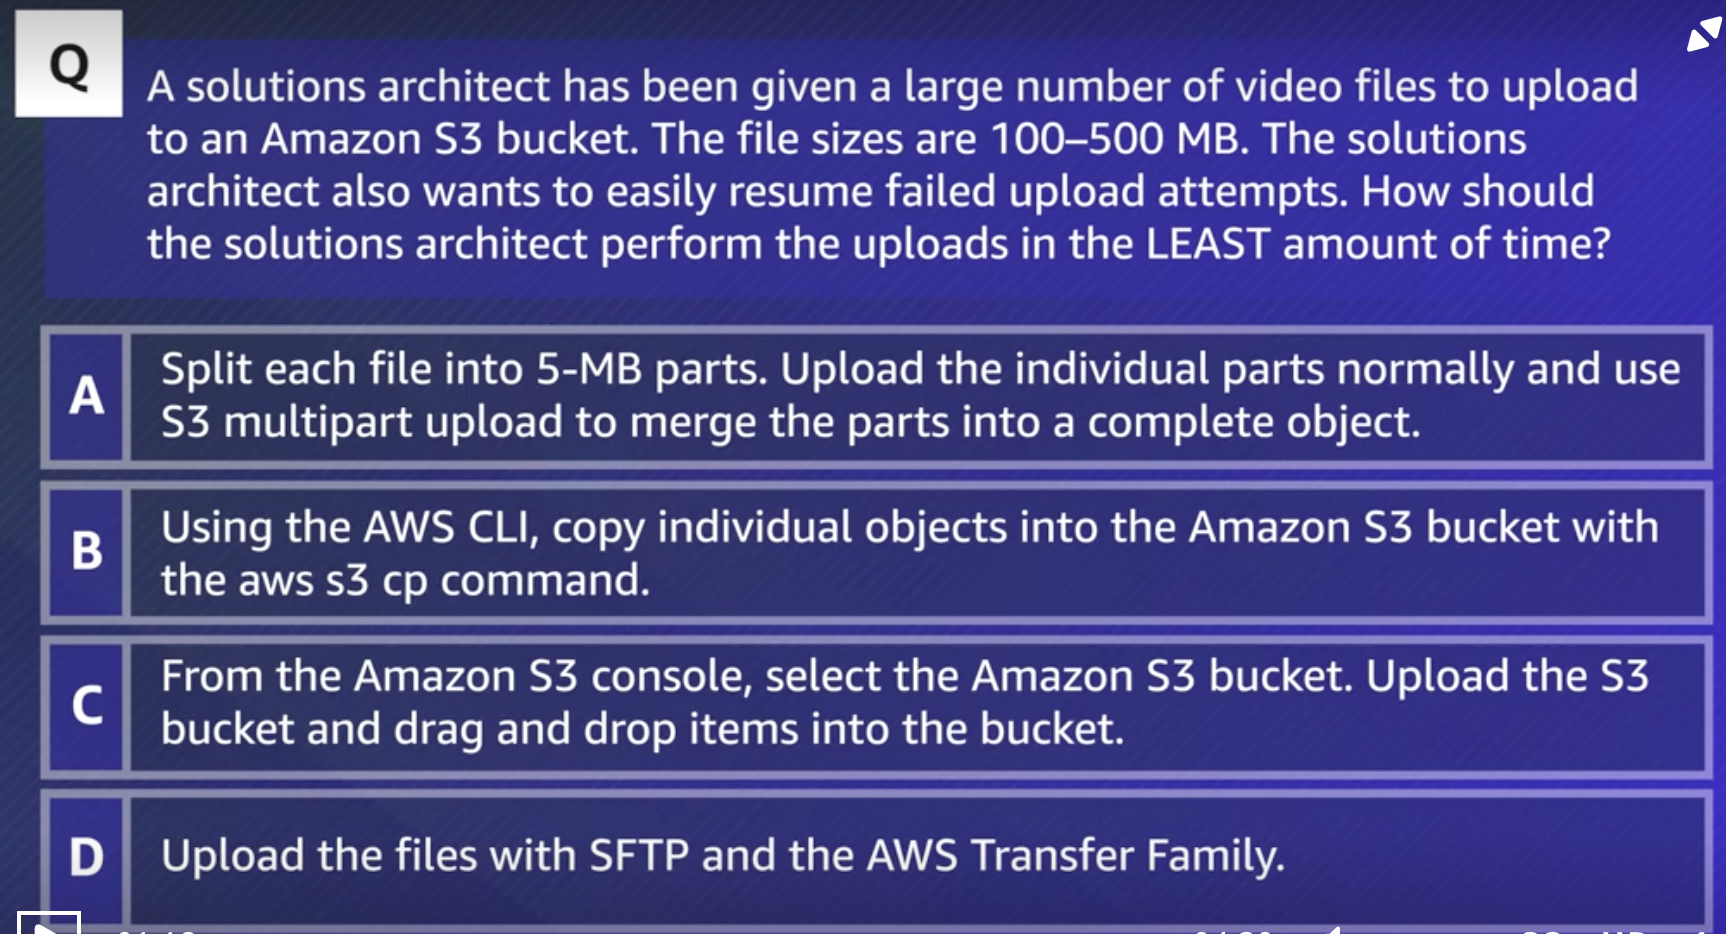 Q
A solutions architect has been given a large number of video files to upload
to an Amazon S3 bucket. The file sizes are 100–500 MB. The solutions
architect also wants to easily resume failed upload attempts. How should
the solutions architect perform the uploads in the LEAST amount of time?
A
Split each file into 5-MB parts. Upload the individual parts normally and use
S3 multipart upload to merge the parts into a complete object.
B
Using the AWS CLI, copy individual objects into the Amazon S3 bucket with
the aws s3 cp command.
C
From the Amazon S3 console, select the Amazon S3 bucket. Upload the S3
bucket and drag and drop items into the bucket.
D
Upload the files with SFTP and the AWS Transfer Family.